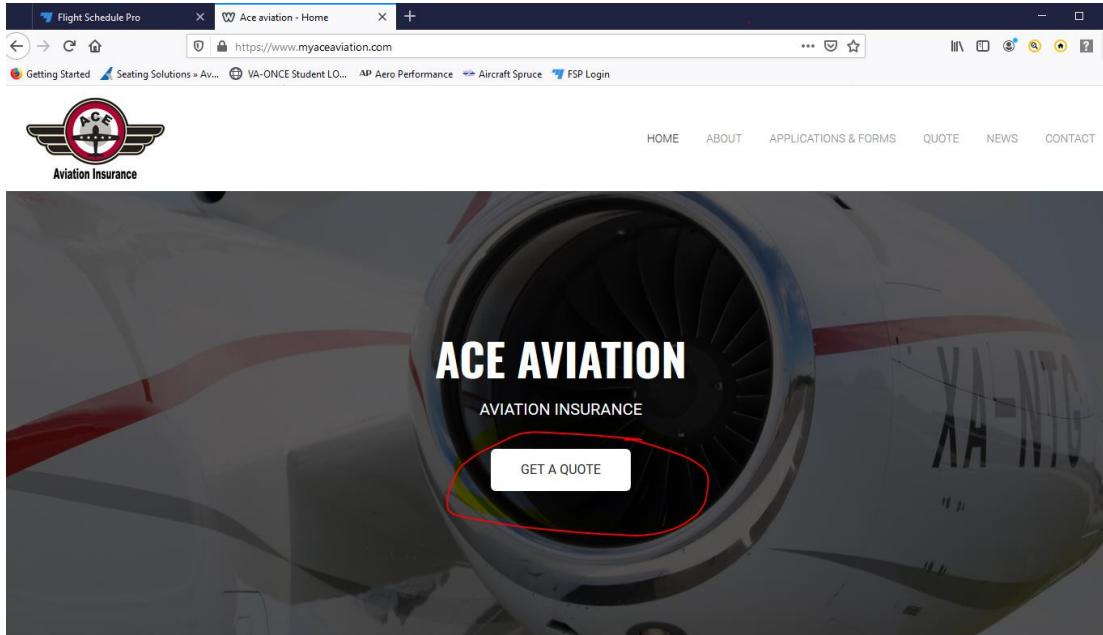 Flight Schedule Pro
Ace aviation - Home
https://www.myaceaviation.com
Getting Started Seating Solutions » Av... VA-ONCE Student LO... AP Aero Performance Aircraft Spruce FSP Login
ACE
Aviation Insurance
HOME ABOUT APPLICATIONS & FORMS QUOTE NEWS CONTACT
ACE AVIATION
AVIATION INSURANCE
GET A QUOTE
XA-NTG